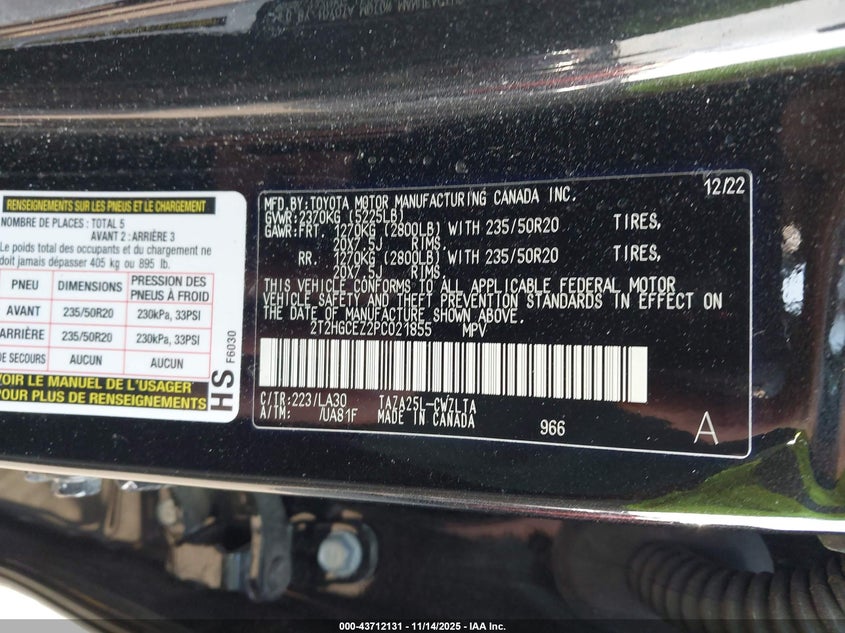 RENSEIGNEMENTS SUR LES PNEUS ET LE CHARGEMENT
NOMBRE DE PLACES : TOTAL 5
AVANT 2 : ARRIÈRE 3
Le poids total des occupants et du chargement ne
doit jamais dépasser 405 kg ou 895 lb.
PNEU DIMENSIONS PRESSION DES PNEUS À FROID
AVANT 235/50R20 230kPa, 33PSI
ARRIÈRE 235/50R20 230kPa, 33PSI
DE SECOURS AUCUN AUCUN
VOIR LE MANUEL DE L'USAGER
POUR PLUS DE RENSEIGNEMENTS
HS F6030
12/22
MFD.BY:TOYOTA MOTOR MANUFACTURING CANADA INC.
GVWR:2370KG (5225LB)
GAWR:FRT. 1270KG (2800LB) WITH 235/50R20 TIRES,
20X7.5J RIMS.
RR. 1270KG (2800LB) WITH 235/50R20 TIRES,
20X7.5J RIMS.
THIS VEHICLE CONFORMS TO ALL APPLICABLE FEDERAL MOTOR
VEHICLE SAFETY AND THEFT PREVENTION STANDARDS IN EFFECT ON
THE DATE OF MANUFACTURE SHOWN ABOVE.
2T2HGCEZ2PC021855 MPV
C/TR:223/LA30 TAZA25L-CWZLTA
A/TM: /UA81F MADE IN CANADA
966
A
000-43712131 - 11/14/2025 - IAA Inc.